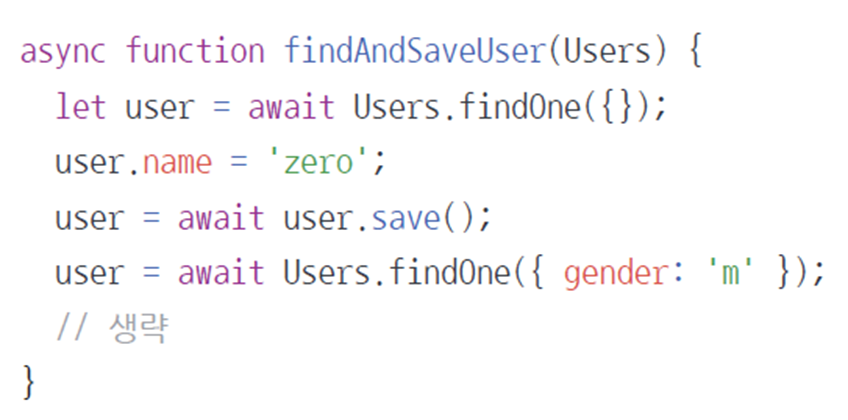 async function findAndSaveUser(Users) {
  let user = await Users.findOne({});
  user.name = 'zero';
  user = await user.save();
  user = await Users.findOne({ gender: 'm' });
  // 생략
}